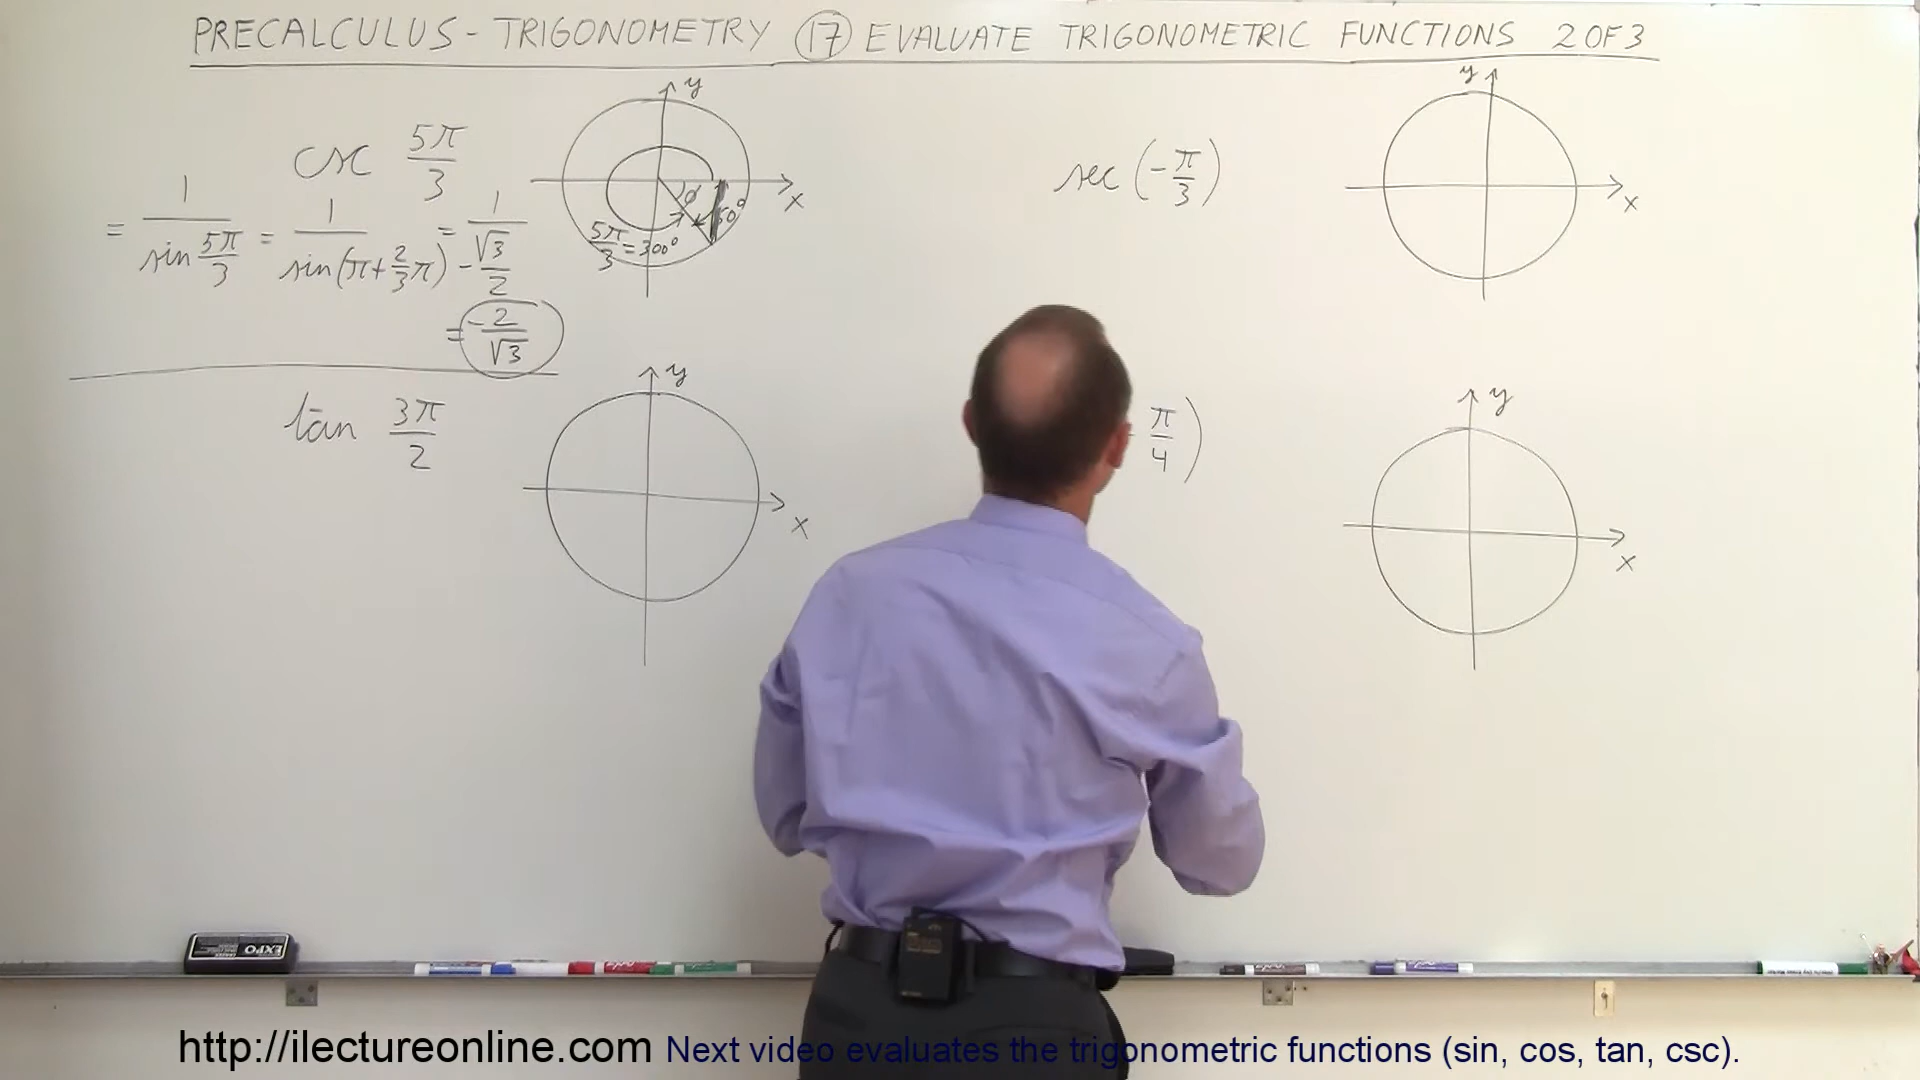 PRECALCULUS - TRIGONOMETRY 17 EVALUATE TRIGONOMETRIC FUNCTIONS 2 OF 3
csc 5π/3
= 1/sin 5π/3 = 1/sin(π+2/3π) = 1/-√3/2
= -2/√3
y
x
φ
60°
5π/3 = 300°
sec (-π/3)
y
x
tan 3π/2
y
x
π/4)
y
x
EXPO
http://ilectureonline.com Next video evaluates the trigonometric functions (sin, cos, tan, csc).